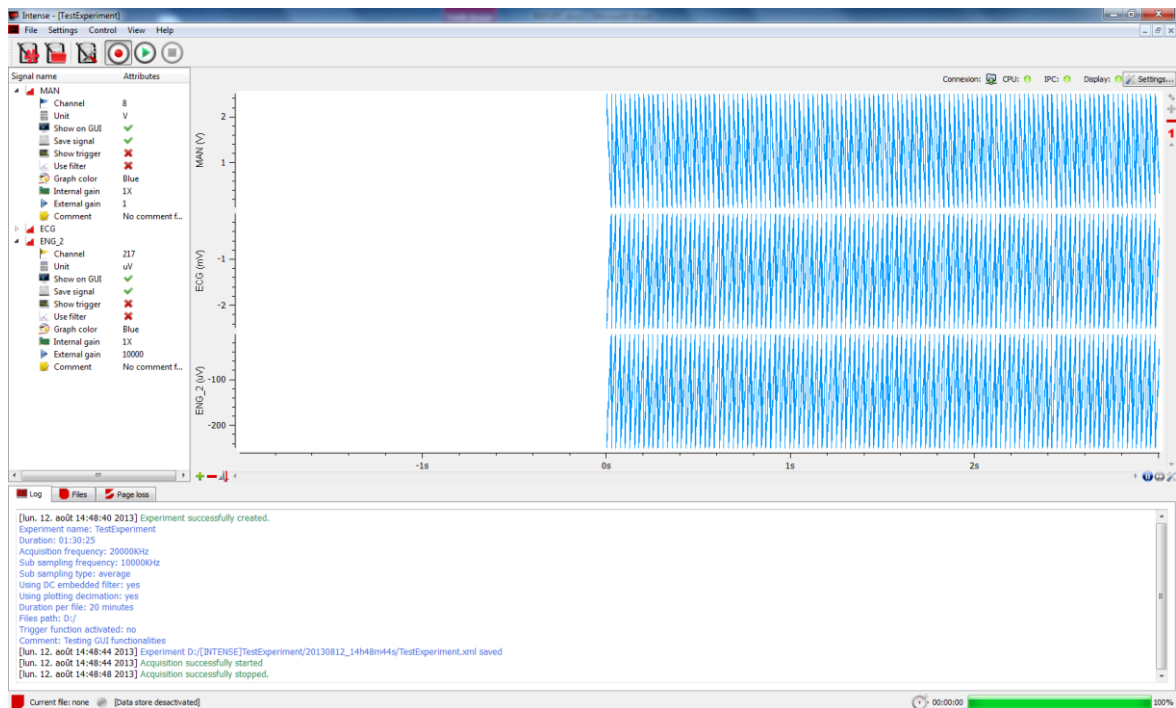 Intense - [TestExperiment]
File Settings Control View Help
Signal name Attributes
Connexion: CPU: IPC: Display: Settings...
MAN
Channel 8
Unit V
Show on GUI
Save signal
Show trigger
Use filter
Graph color Blue
Internal gain 1X
External gain 1
Comment No comment f...
ECG
ENG_2
Channel 217
Unit uV
Show on GUI
Save signal
Show trigger
Use filter
Graph color Blue
Internal gain 1X
External gain 10000
Comment No comment f...
MAN (V)
2
1
ECG (mV)
-1
-2
ENG_2 (uV)
-100
-200
-1s 0s 1s 2s
1
Log Files Page loss
[lun. 12. août 14:48:40 2013] Experiment successfully created.
Experiment name: TestExperiment
Duration: 01:30:25
Acquisition frequency: 20000KHz
Sub sampling frequency: 10000KHz
Sub sampling type: average
Using DC embedded filter: yes
Using plotting decimation: yes
Duration per file: 20 minutes
Files path: D:/
Trigger function activated: no
Comment: Testing GUI functionalities
[lun. 12. août 14:48:44 2013] Experiment D:/[INTENSE]TestExperiment/20130812_14h48m44s/TestExperiment.xml saved
[lun. 12. août 14:48:44 2013] Acquisition successfully started
[lun. 12. août 14:48:48 2013] Acquisition successfully stopped.
Current file: none [Data store desactivated] 00:00:00 100%